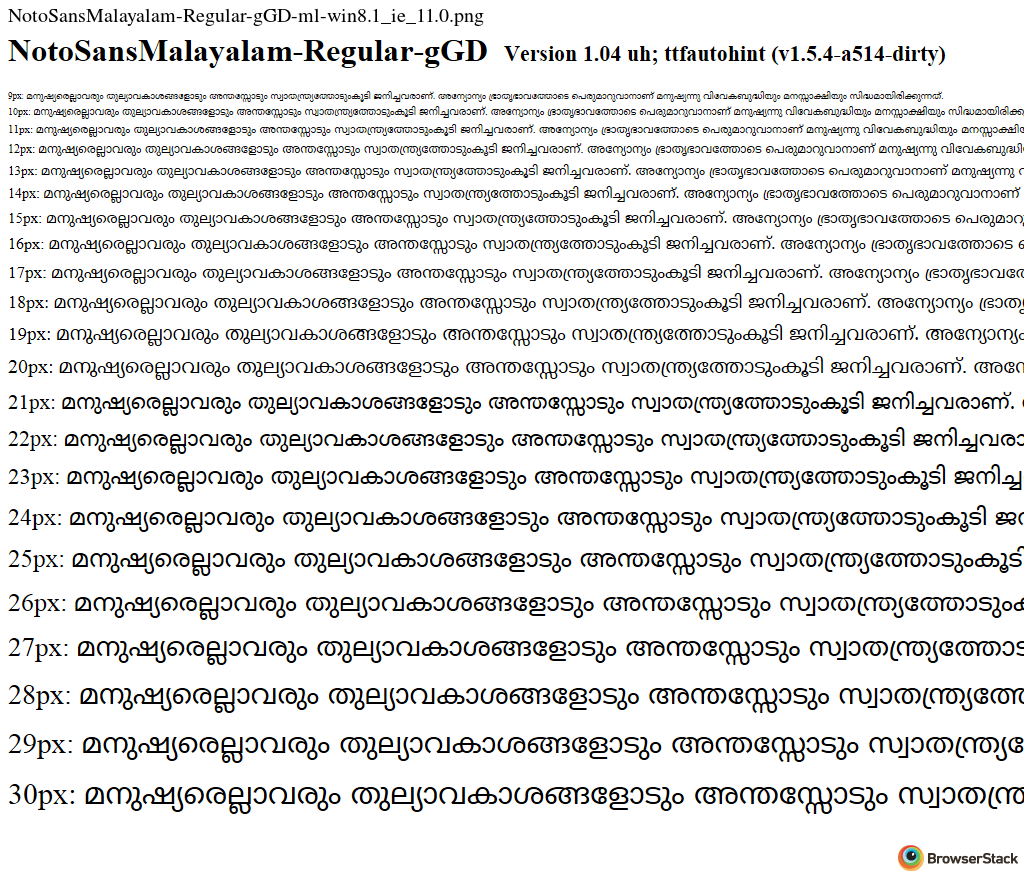 NotoSansMalayalam-Regular-gGD-ml-win8.1_ie_11.0.png
NotoSansMalayalam-Regular-gGD Version 1.04 uh; ttfautohint (v1.5.4-a514-dirty)
9px: മനുഷ്യരെല്ലാവരും തുല്യാവകാശങ്ങളോടും അന്തസ്സോടും സ്വാതന്ത്ര്യത്തോടുംകൂടി ജനിച്ചവരാണ്. അന്യോന്യം ഭ്രാതൃഭാവത്തോടെ പെരുമാറുവാനാണ് മനുഷ്യന്നു വിവേകബുദ്ധിയും മനസ്സാക്ഷിയും സിദ്ധമായിരിക്കുന്നത്.
10px: മനുഷ്യരെല്ലാവരും തുല്യാവകാശങ്ങളോടും അന്തസ്സോടും സ്വാതന്ത്ര്യത്തോടുംകൂടി ജനിച്ചവരാണ്. അന്യോന്യം ഭ്രാതൃഭാവത്തോടെ പെരുമാറുവാനാണ് മനുഷ്യന്നു വിവേകബുദ്ധിയും മനസ്സാക്ഷിയും
11px: മനുഷ്യരെല്ലാവരും തുല്യാവകാശങ്ങളോടും അന്തസ്സോടും സ്വാതന്ത്ര്യത്തോടുംകൂടി ജനിച്ചവരാണ്. അന്യോന്യം ഭ്രാതൃഭാവത്തോടെ പെരുമാറുവാനാണ് മനുഷ്യന്നു വിവേകബുദ്ധിയും
12px: മനുഷ്യരെല്ലാവരും തുല്യാവകാശങ്ങളോടും അന്തസ്സോടും സ്വാതന്ത്ര്യത്തോടുംകൂടി ജനിച്ചവരാണ്. അന്യോന്യം ഭ്രാതൃഭാവത്തോടെ പെരുമാറുവാനാണ് മനുഷ്യന്നു
13px: മനുഷ്യരെല്ലാവരും തുല്യാവകാശങ്ങളോടും അന്തസ്സോടും സ്വാതന്ത്ര്യത്തോടുംകൂടി ജനിച്ചവരാണ്. അന്യോന്യം ഭ്രാതൃഭാവത്തോടെ പെരുമാറുവാനാണ് മനുഷ്യന്നു
14px: മനുഷ്യരെല്ലാവരും തുല്യാവകാശങ്ങളോടും അന്തസ്സോടും സ്വാതന്ത്ര്യത്തോടുംകൂടി ജനിച്ചവരാണ്. അന്യോന്യം ഭ്രാതൃഭാവത്തോടെ പെരുമാറുവാനാണ്
15px: മനുഷ്യരെല്ലാവരും തുല്യാവകാശങ്ങളോടും അന്തസ്സോടും സ്വാതന്ത്ര്യത്തോടുംകൂടി ജനിച്ചവരാണ്. അന്യോന്യം ഭ്രാതൃഭാവത്തോടെ
16px: മനുഷ്യരെല്ലാവരും തുല്യാവകാശങ്ങളോടും അന്തസ്സോടും സ്വാതന്ത്ര്യത്തോടുംകൂടി ജനിച്ചവരാണ്. അന്യോന്യം ഭ്രാതൃഭാവത്തോടെ
17px: മനുഷ്യരെല്ലാവരും തുല്യാവകാശങ്ങളോടും അന്തസ്സോടും സ്വാതന്ത്ര്യത്തോടുംകൂടി ജനിച്ചവരാണ്. അന്യോന്യം
18px: മനുഷ്യരെല്ലാവരും തുല്യാവകാശങ്ങളോടും അന്തസ്സോടും സ്വാതന്ത്ര്യത്തോടുംകൂടി ജനിച്ചവരാണ്. അന്യോന്യം
19px: മനുഷ്യരെല്ലാവരും തുല്യാവകാശങ്ങളോടും അന്തസ്സോടും സ്വാതന്ത്ര്യത്തോടുംകൂടി ജനിച്ചവരാണ്. അന്യോന്യം
20px: മനുഷ്യരെല്ലാവരും തുല്യാവകാശങ്ങളോടും അന്തസ്സോടും സ്വാതന്ത്ര്യത്തോടുംകൂടി ജനിച്ചവരാണ്.
21px: മനുഷ്യരെല്ലാവരും തുല്യാവകാശങ്ങളോടും അന്തസ്സോടും സ്വാതന്ത്ര്യത്തോടുംകൂടി ജനിച്ചവരാണ്.
22px: മനുഷ്യരെല്ലാവരും തുല്യാവകാശങ്ങളോടും അന്തസ്സോടും സ്വാതന്ത്ര്യത്തോടുംകൂടി ജനിച്ചവരാ
23px: മനുഷ്യരെല്ലാവരും തുല്യാവകാശങ്ങളോടും അന്തസ്സോടും സ്വാതന്ത്ര്യത്തോടുംകൂടി ജനിച്ച
24px: മനുഷ്യരെല്ലാവരും തുല്യാവകാശങ്ങളോടും അന്തസ്സോടും സ്വാതന്ത്ര്യത്തോടുംകൂടി
25px: മനുഷ്യരെല്ലാവരും തുല്യാവകാശങ്ങളോടും അന്തസ്സോടും സ്വാതന്ത്ര്യത്തോടുംകൂടി
26px: മനുഷ്യരെല്ലാവരും തുല്യാവകാശങ്ങളോടും അന്തസ്സോടും സ്വാതന്ത്ര്യത്തോടും
27px: മനുഷ്യരെല്ലാവരും തുല്യാവകാശങ്ങളോടും അന്തസ്സോടും സ്വാതന്ത്ര്യത്തോട
28px: മനുഷ്യരെല്ലാവരും തുല്യാവകാശങ്ങളോടും അന്തസ്സോടും സ്വാതന്ത്ര്യത്തേ
29px: മനുഷ്യരെല്ലാവരും തുല്യാവകാശങ്ങളോടും അന്തസ്സോടും സ്വാതന്ത്ര്യ
30px: മനുഷ്യരെല്ലാവരും തുല്യാവകാശങ്ങളോടും അന്തസ്സോടും സ്വാതന്ത്ര
BrowserStack